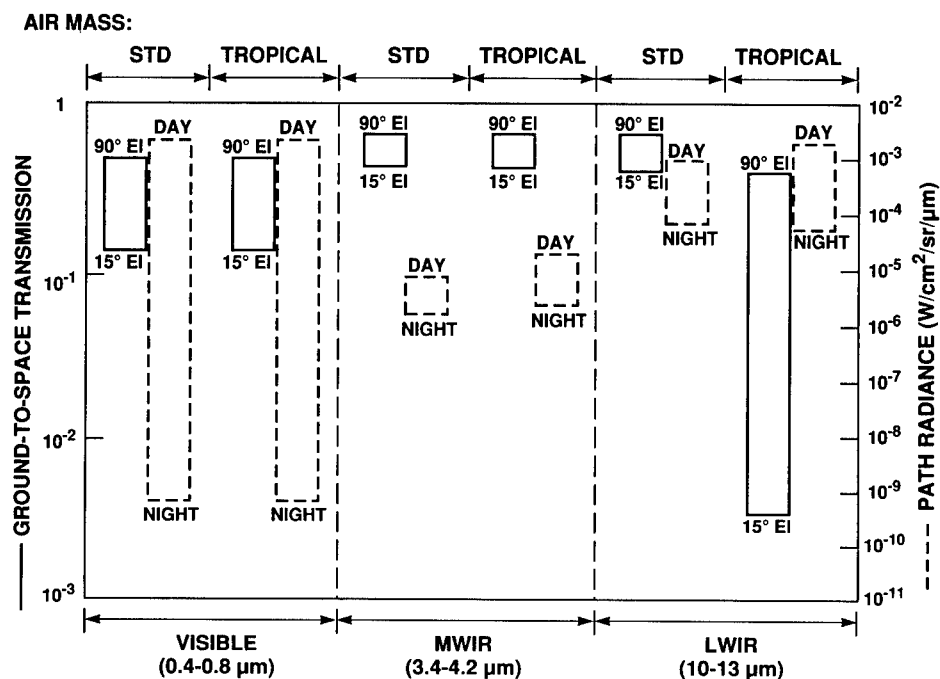 AIR MASS:
STD TROPICAL STD TROPICAL STD TROPICAL
1
10⁻¹
10⁻²
10⁻³
GROUND-TO-SPACE TRANSMISSION
90° El
15° El
DAY
NIGHT
90° El
15° El
DAY
NIGHT
90° El
15° El
DAY
NIGHT
90° El
15° El
DAY
NIGHT
90° El
15° El
DAY
NIGHT
90° El
15° El
DAY
NIGHT
10⁻²
10⁻³
10⁻⁴
10⁻⁵
10⁻⁶
10⁻⁷
10⁻⁸
10⁻⁹
10⁻¹⁰
10⁻¹¹
PATH RADIANCE (W/cm²/sr/µm)
VISIBLE MWIR LWIR
(0.4-0.8 µm) (3.4-4.2 µm) (10-13 µm)